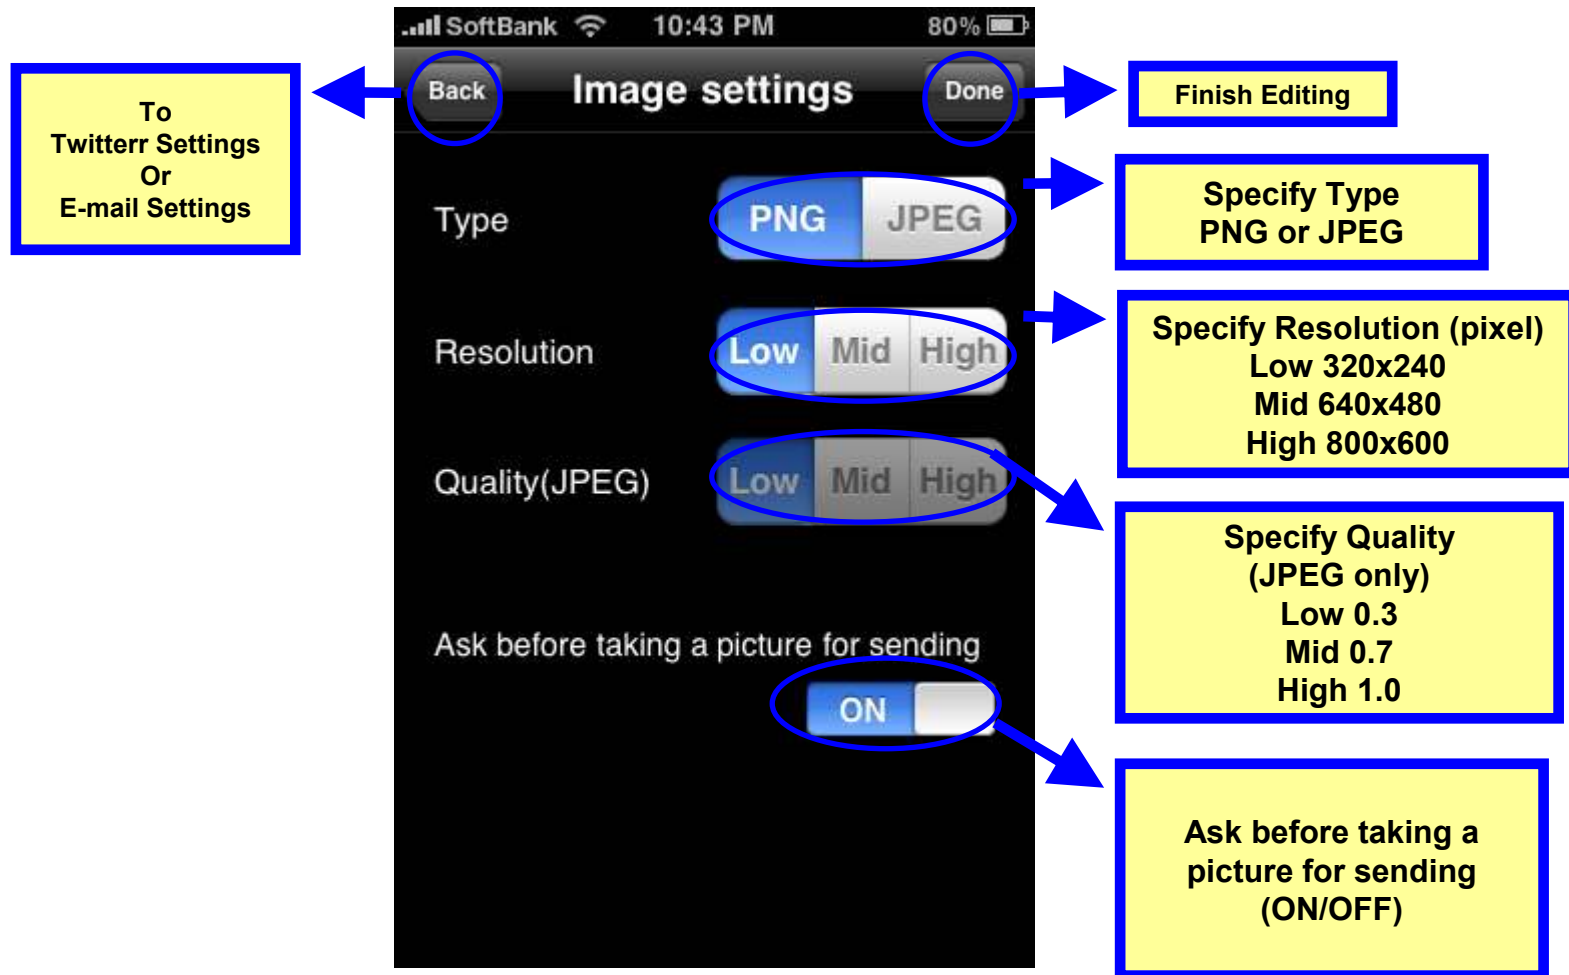 SoftBank 10:43 PM 80%
Back Image settings Done
To
Twitterr Settings
Or
E-mail Settings
Finish Editing
Type PNG JPEG
Specify Type
PNG or JPEG
Resolution Low Mid High
Specify Resolution (pixel)
Low 320x240
Mid 640x480
High 800x600
Quality(JPEG) Low Mid High
Specify Quality
(JPEG only)
Low 0.3
Mid 0.7
High 1.0
Ask before taking a picture for sending
ON
Ask before taking a
picture for sending
(ON/OFF)